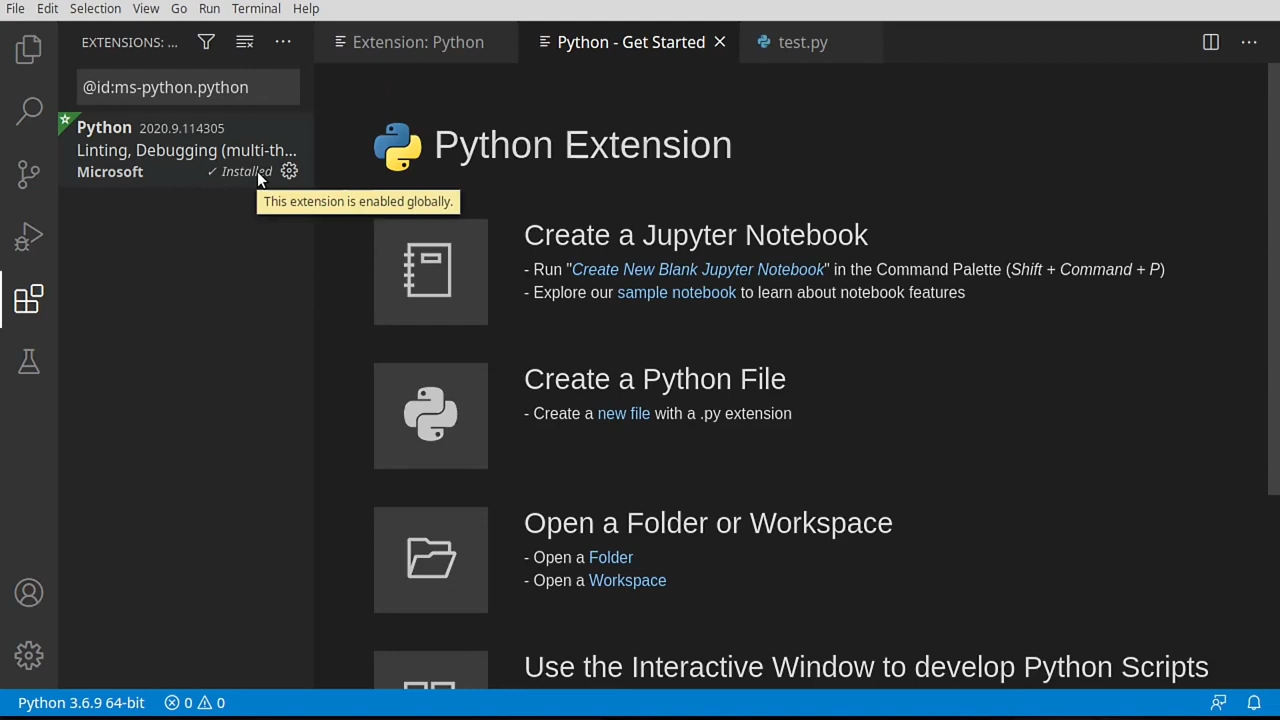 File Edit Selection View Go Run Terminal Help
EXTENSIONS: ...
Extension: Python
Python - Get Started
test.py
@id:ms-python.python
Python 2020.9.114305
Linting, Debugging (multi-th...
Microsoft ✓ Installed
This extension is enabled globally.
Python Extension
Create a Jupyter Notebook
- Run "Create New Blank Jupyter Notebook" in the Command Palette (Shift + Command + P)
- Explore our sample notebook to learn about notebook features
Create a Python File
- Create a new file with a .py extension
Open a Folder or Workspace
- Open a Folder
- Open a Workspace
Use the Interactive Window to develop Python Scripts
Python 3.6.9 64-bit 0 0